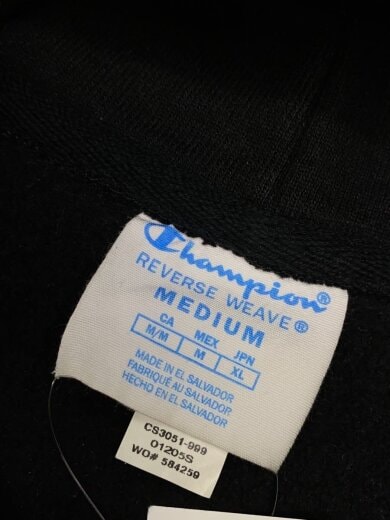 Champion®
REVERSE WEAVE®
MEDIUM
CA MEX JPN
M/M M XL
MADE IN EL SALVADOR
FABRIQUE AU SALVADOR
HECHO EN EL SALVADOR
CS3051-999
01205S
WO# 584259